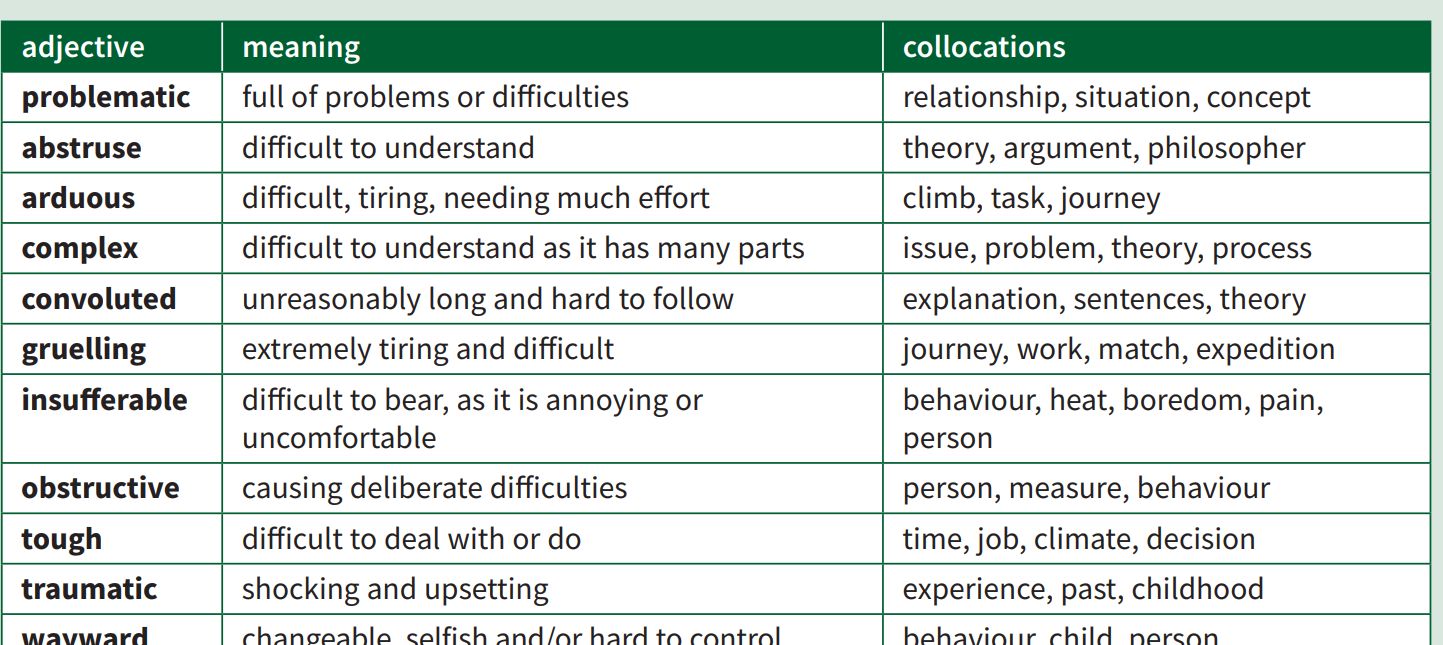 adjective meaning collocations
problematic full of problems or difficulties relationship, situation, concept
abstruse difficult to understand theory, argument, philosopher
arduous difficult, tiring, needing much effort climb, task, journey
complex difficult to understand as it has many parts issue, problem, theory, process
convoluted unreasonably long and hard to follow explanation, sentences, theory
gruelling extremely tiring and difficult journey, work, match, expedition
insufferable difficult to bear, as it is annoying or behaviour, heat, boredom, pain,
uncomfortable person
obstructive causing deliberate difficulties person, measure, behaviour
tough difficult to deal with or do time, job, climate, decision
traumatic shocking and upsetting experience, past, childhood
wayward changeable, selfish and/or hard to control behaviour, child, person